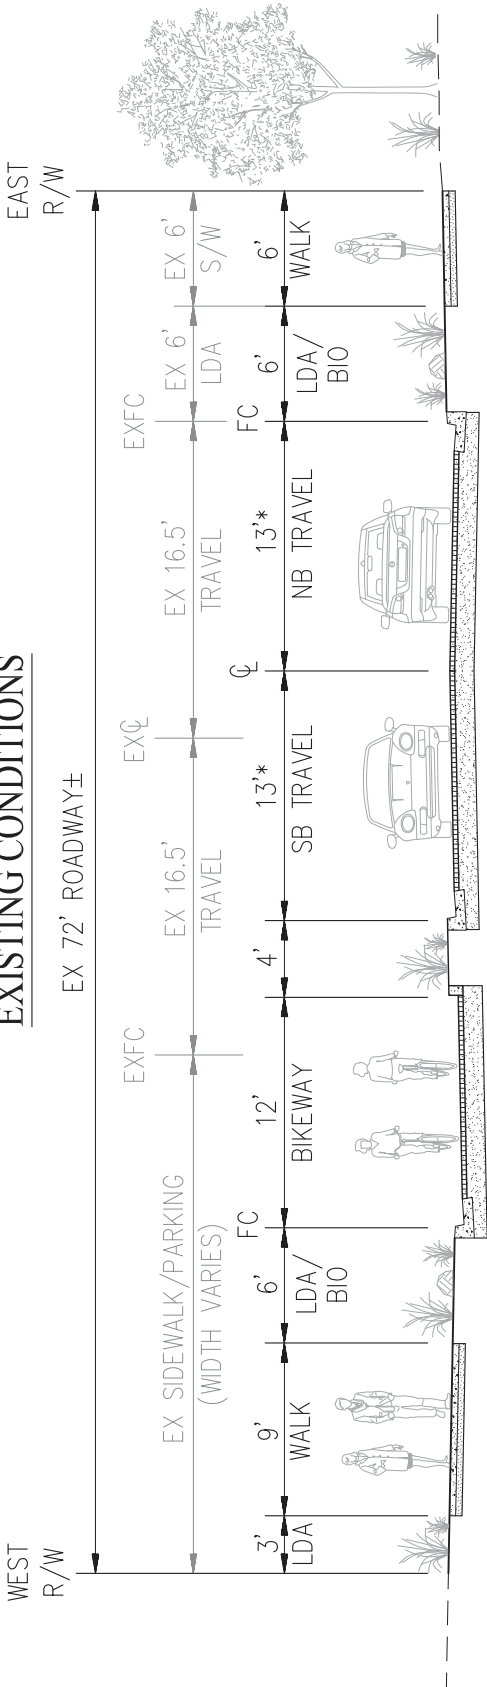 EXISTING CONDITIONS
WEST
R/W
EAST
R/W
EX 72' ROADWAY±
EXFC
EX℄
EXFC
EX SIDEWALK/PARKING
(WIDTH VARIES)
EX 16.5'
TRAVEL
EX 16.5'
TRAVEL
EX 6'
LDA
EX 6'
S/W
FC
℄
FC
3'
LDA
9'
WALK
6'
LDA/
BIO
12'
BIKEWAY
4'
13'*
SB TRAVEL
13'*
NB TRAVEL
6'
LDA/
BIO
6'
WALK